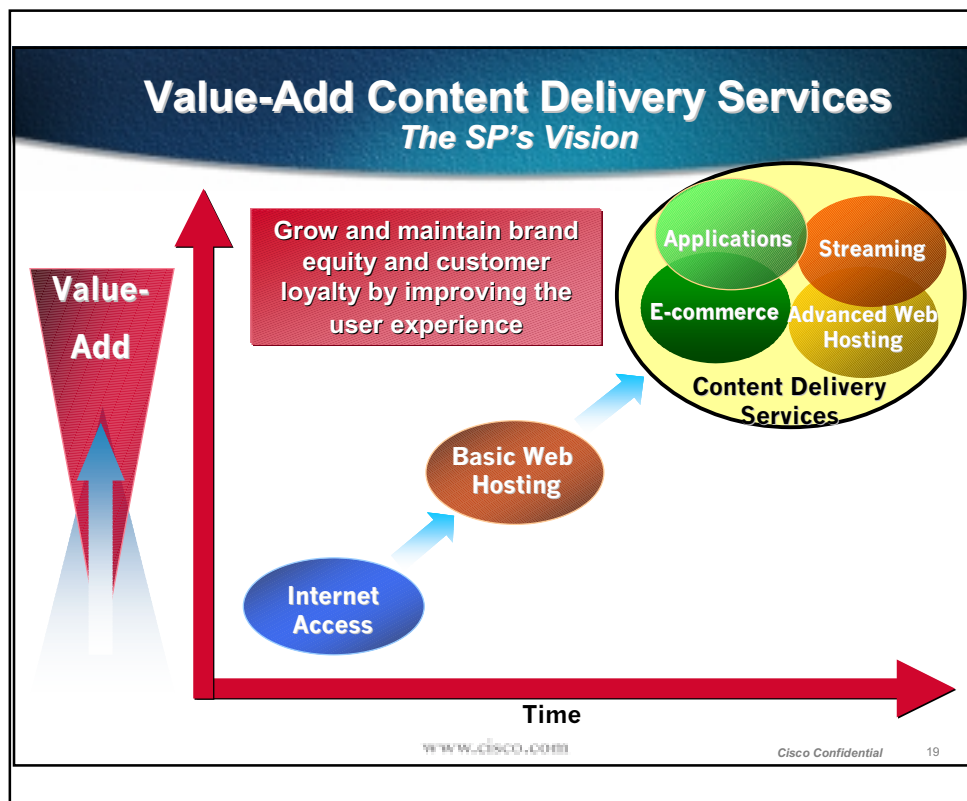 Value-Add Content Delivery Services
The SP's Vision
Value-
Add
Grow and maintain brand
equity and customer
loyalty by improving the
user experience
Applications
Streaming
E-commerce
Advanced Web
Hosting
Content Delivery
Services
Basic Web
Hosting
Internet
Access
Time
www.cisco.com
Cisco Confidential
19